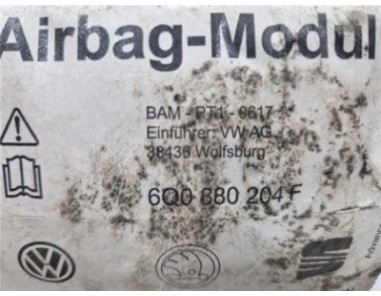 Airbag-Modul
BAM - PT1 - 0617
Einführer: VW AG
38436 Wolfsburg
6Q0 880 204 F